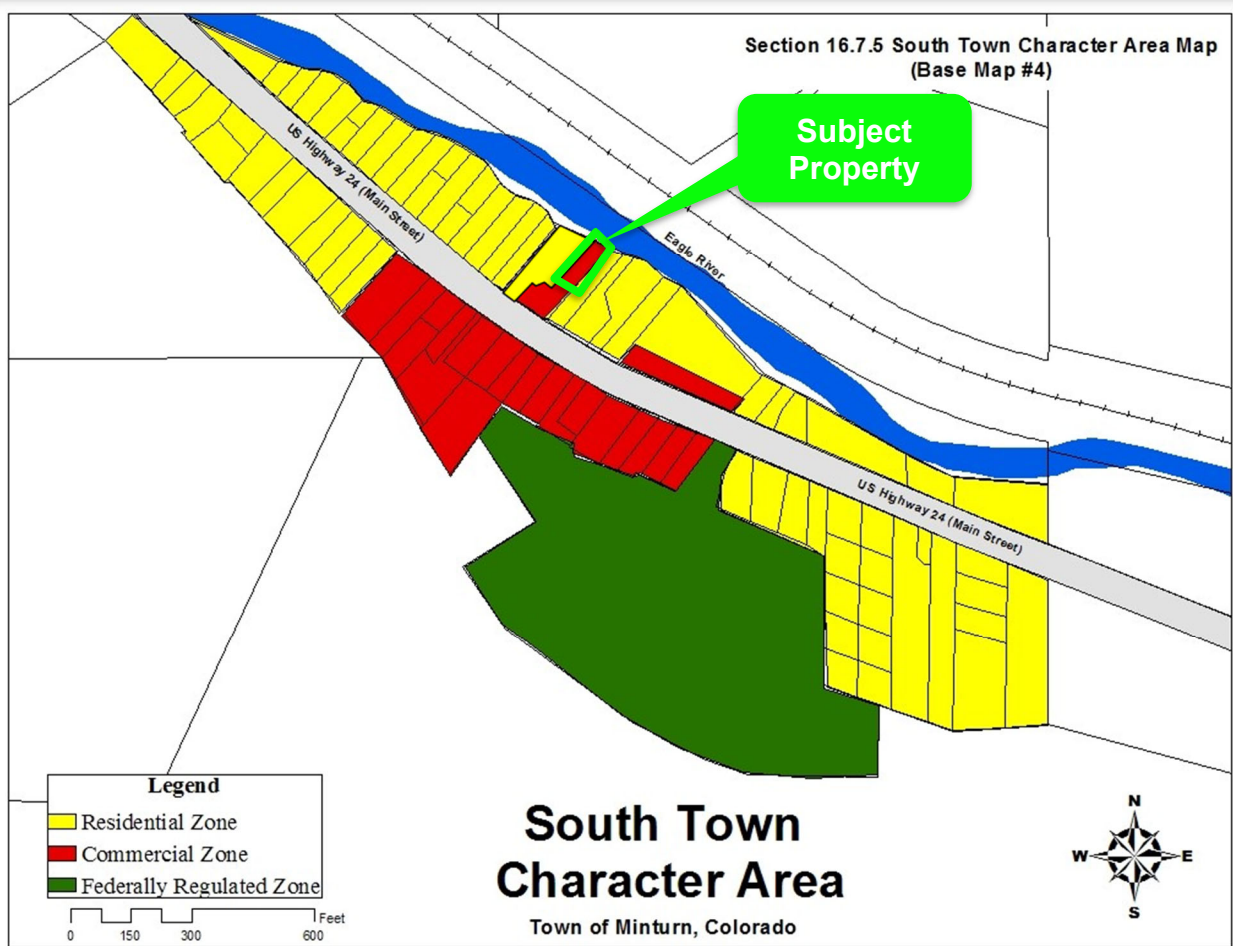 Section 16.7.5 South Town Character Area Map
(Base Map #4)
Subject
Property
US Highway 24 (Main Street)
Eagle River
US Highway 24 (Main Street)
Legend
Residential Zone
Commercial Zone
Federally Regulated Zone
Feet
0 150 300 600
South Town
Character Area
Town of Minturn, Colorado
N
W E
S